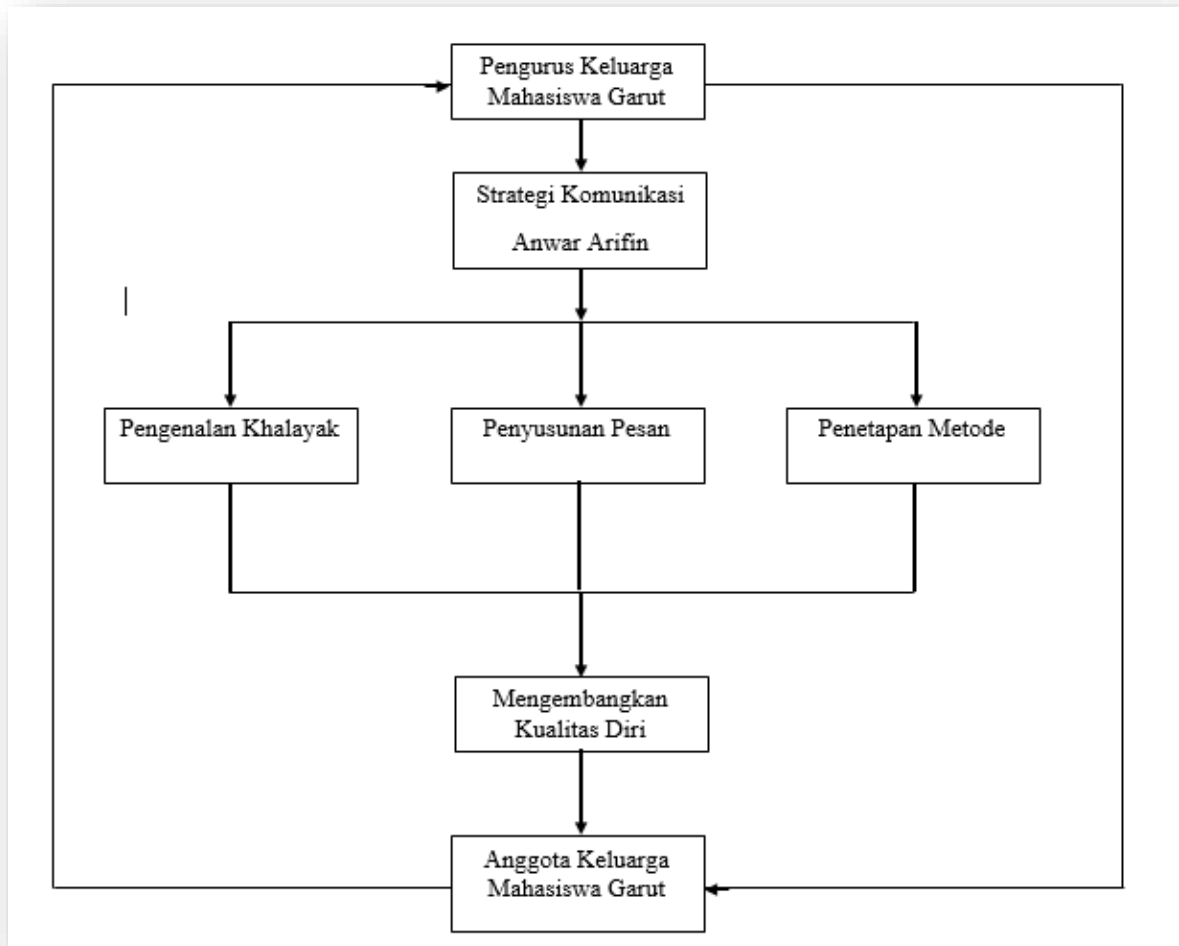 Pengurus Keluarga
Mahasiswa Garut
Strategi Komunikasi
Anwar Arifin
Pengenalan Khalayak
Penyusunan Pesan
Penetapan Metode
Mengembangkan
Kualitas Diri
Anggota Keluarga
Mahasiswa Garut